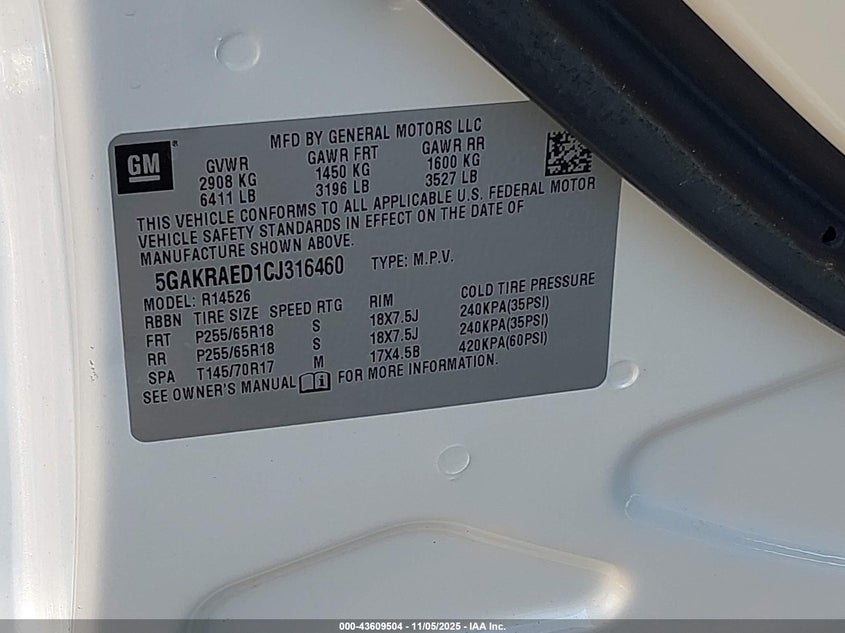 GM
MFD BY GENERAL MOTORS LLC
GVWR GAWR FRT GAWR RR
2908 KG 1450 KG 1600 KG
6411 LB 3196 LB 3527 LB
THIS VEHICLE CONFORMS TO ALL APPLICABLE U.S. FEDERAL MOTOR
VEHICLE SAFETY STANDARDS IN EFFECT ON THE DATE OF
MANUFACTURE SHOWN ABOVE.
5GAKRAED1CJ316460 TYPE: M.P.V.
MODEL: R14526
RBBN TIRE SIZE SPEED RTG RIM COLD TIRE PRESSURE
FRT P255/65R18 S 18X7.5J 240KPA(35PSI)
RR P255/65R18 S 18X7.5J 240KPA(35PSI)
SPA T145/70R17 M 17X4.5B 420KPA(60PSI)
SEE OWNER'S MANUAL FOR MORE INFORMATION.
000-43609504 - 11/05/2025 - IAA Inc.